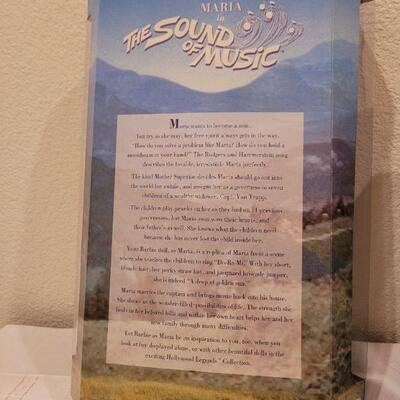 MARIA
in
THE SOUND
OF MUSIC
Maria wants to become a nun,
but try as she may, her free spirit always gets in the way.
"How do you solve a problem like Maria? How do you hold a
moonbeam in your hand?" The Rodgers and Hammerstein song
describes the lovable, irresistible Maria perfectly.
The kind Mother Superior decides Maria should go out into
the world for awhile, and assigns her as a governess to seven
children of a wealthy widower, Capt. Von Trapp.
The children play pranks on her as they had on 11 previous
governesses, but Maria soon won their hearts, and
their father's as well. She knows what the children need
because she has never lost the child inside her.
Your Barbie doll, as Maria, is a replica of Maria from a scene
where she teaches the children to sing "Do-Re-Mi." With her short,
blonde hair, her perky straw hat, and jacquard brocade jumper,
she is indeed "A drop of golden sun."
Maria marries the captain and brings music back into his house.
She shows us the wonder-filled possibilities of life. The strength she
finds in her beloved hills and within her own heart helps her and her
new family through many difficulties.
Let Barbie as Maria be an inspiration to you, too, when you
look at her displayed alone, or with other beautiful dolls in the
exciting Hollywood Legends™ Collection.